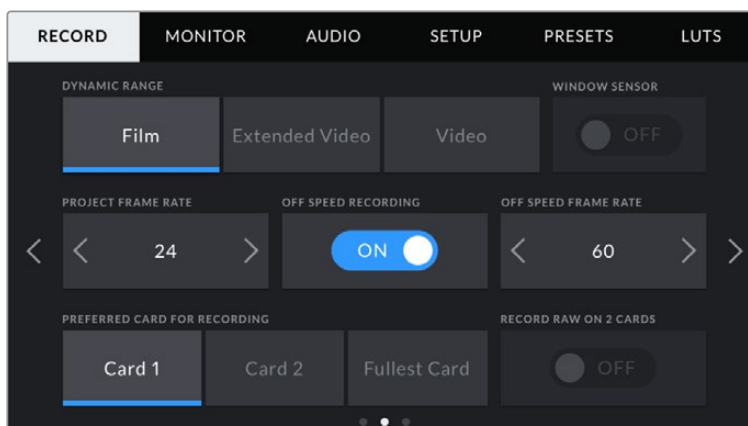 RECORD MONITOR AUDIO SETUP PRESETS LUTS
DYNAMIC RANGE WINDOW SENSOR
Film Extended Video Video OFF
PROJECT FRAME RATE OFF SPEED RECORDING OFF SPEED FRAME RATE
24 ON 60
PREFERRED CARD FOR RECORDING RECORD RAW ON 2 CARDS
Card 1 Card 2 Fullest Card OFF